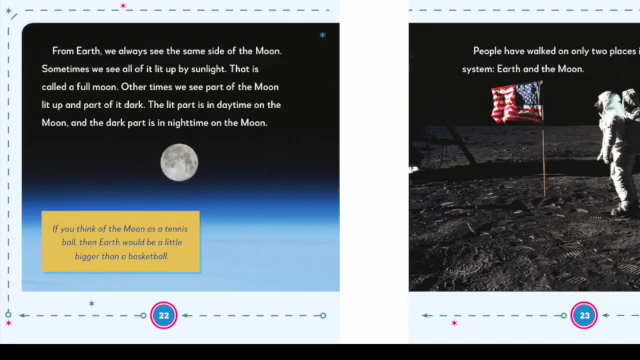 From Earth, we always see the same side of the Moon.
Sometimes we see all of it lit up by sunlight. That is
called a full moon. Other times we see part of the Moon
lit up and part of it dark. The lit part is in daytime on the
Moon, and the dark part is in nighttime on the Moon.
If you think of the Moon as a tennis
ball, then Earth would be a little
bigger than a basketball.
22
People have walked on only two places i
system: Earth and the Moon.
23